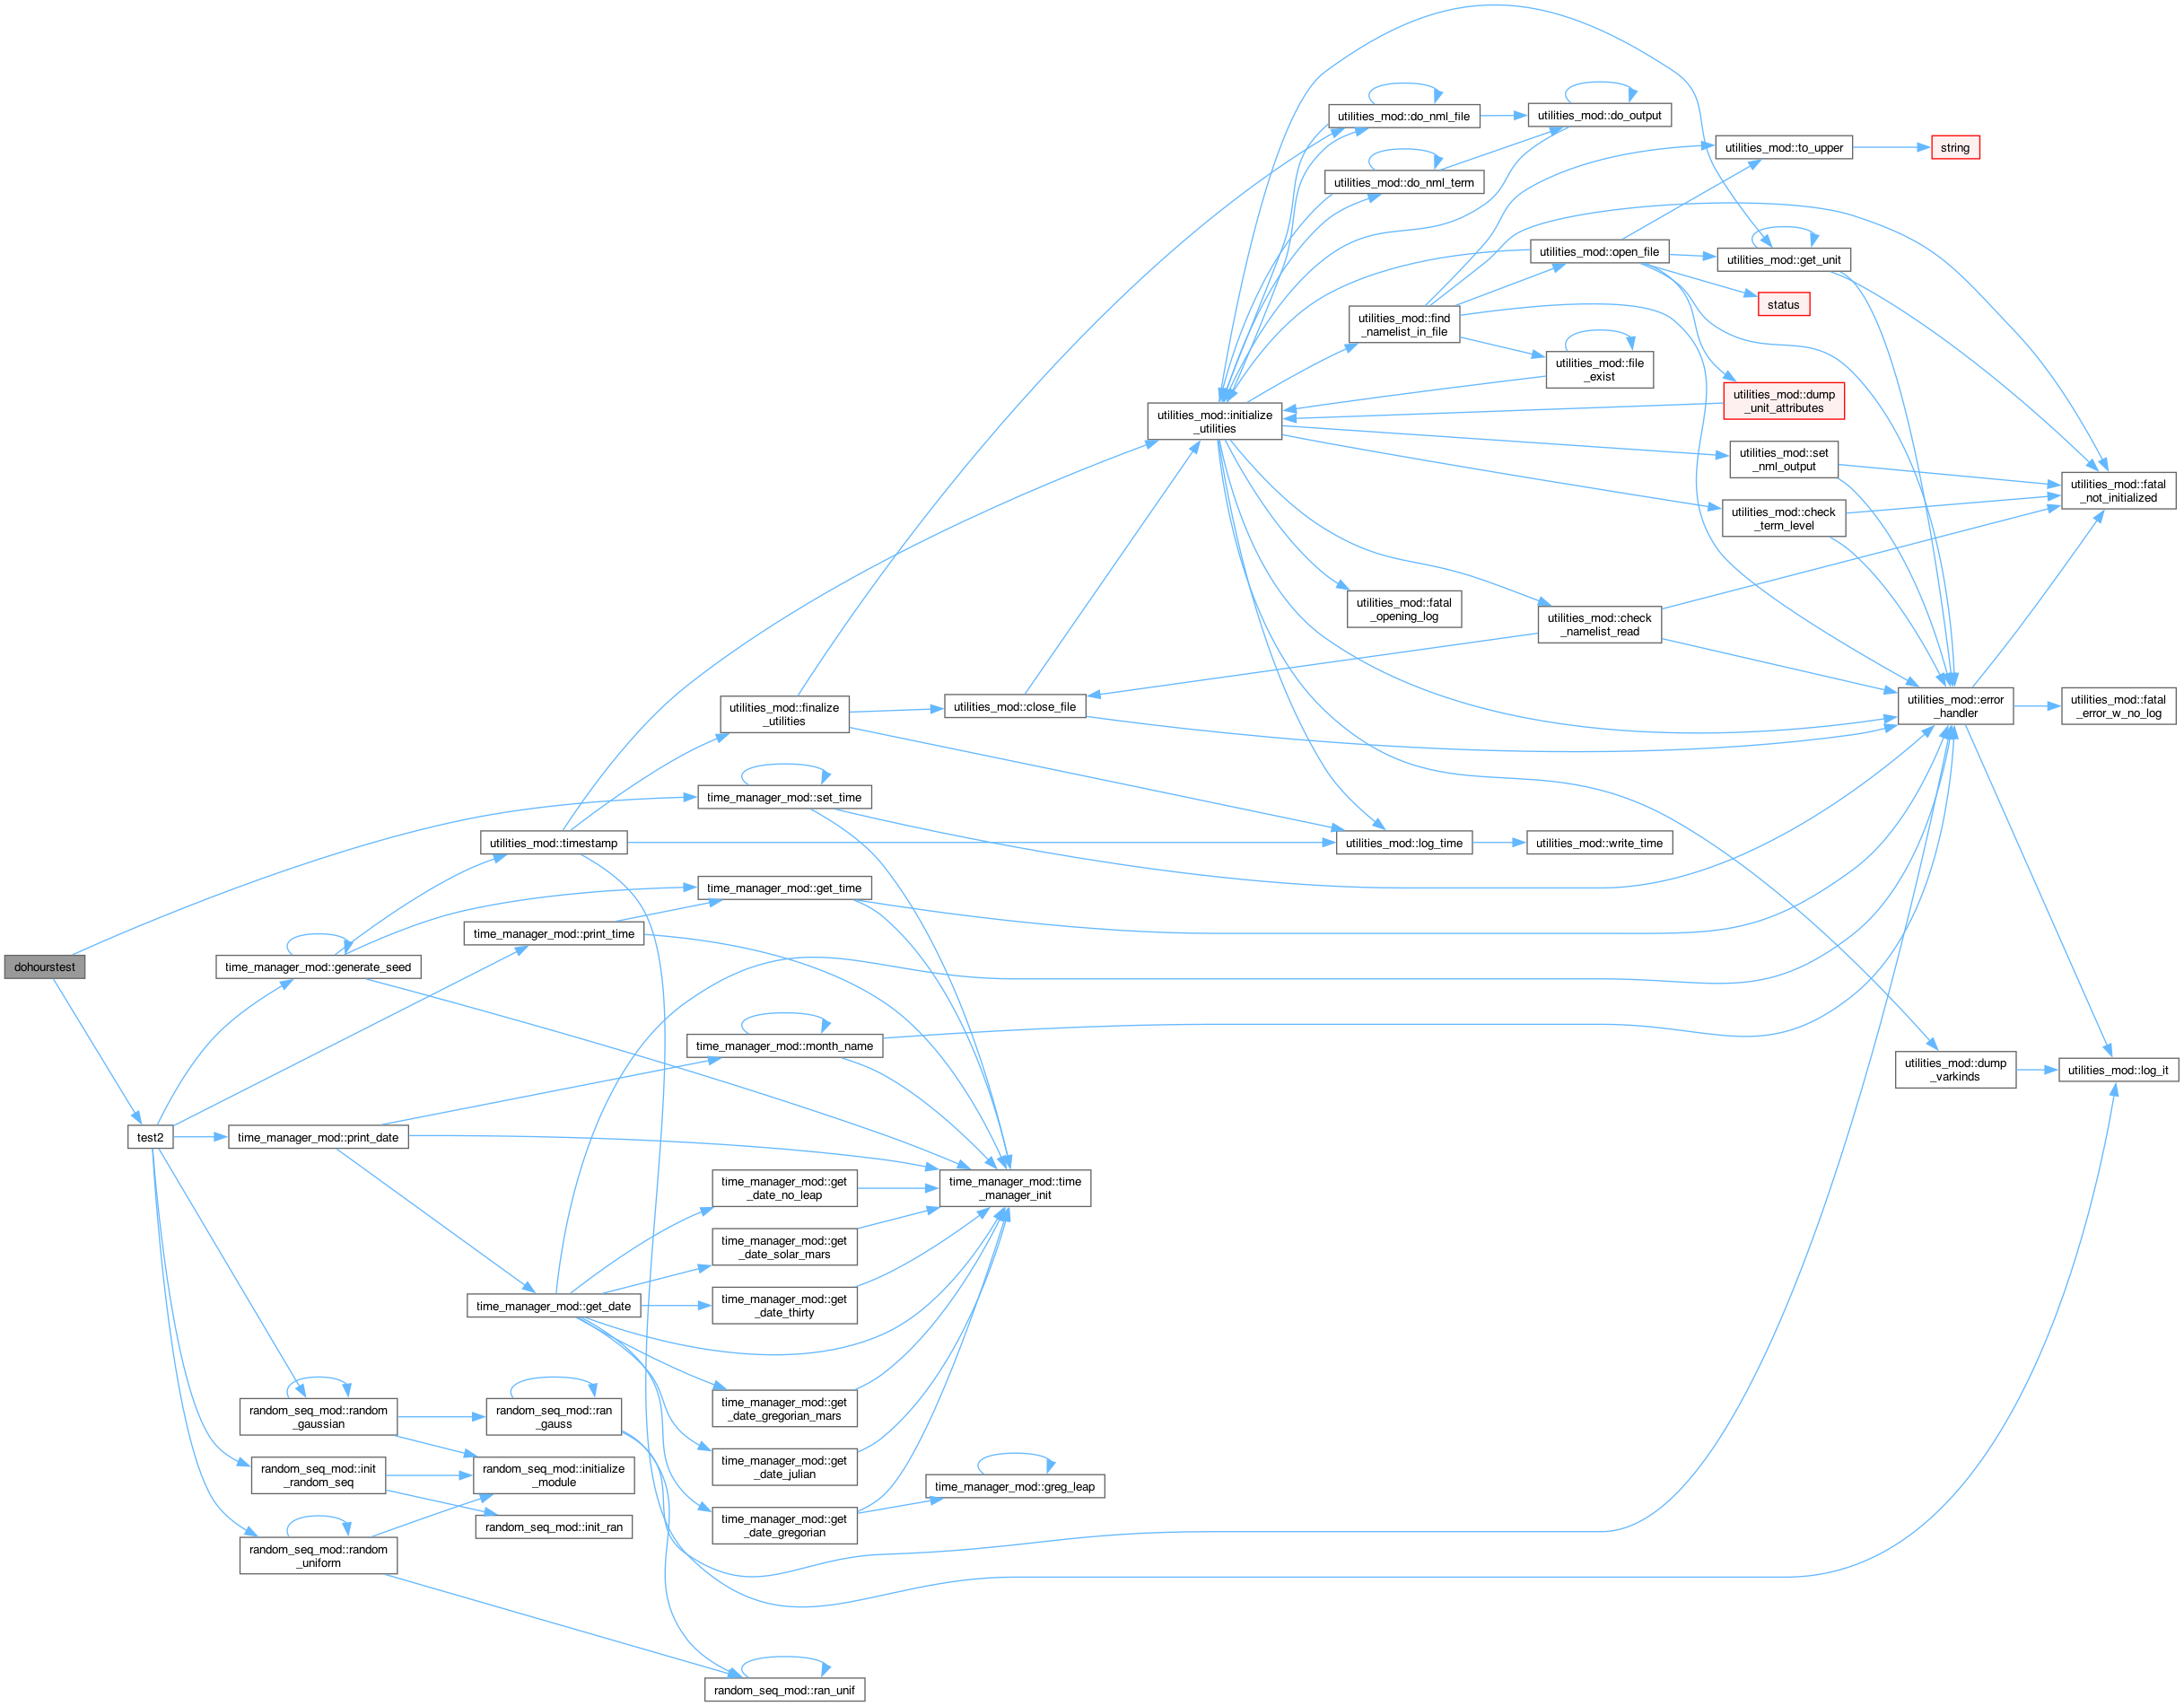 dohourstest
test2
time_manager_mod::generate_seed
time_manager_mod::print_date
random_seq_mod::random
_gaussian
random_seq_mod::init
_random_seq
random_seq_mod::random
_uniform
utilities_mod::timestamp
time_manager_mod::print_time
time_manager_mod::get_date
random_seq_mod::ran
_gauss
random_seq_mod::initialize
_module
random_seq_mod::init_ran
utilities_mod::finalize
_utilities
time_manager_mod::set_time
time_manager_mod::get_time
time_manager_mod::month_name
time_manager_mod::get
_date_no_leap
time_manager_mod::get
_date_solar_mars
time_manager_mod::get
_date_thirty
time_manager_mod::get
_date_gregorian_mars
time_manager_mod::get
_date_julian
time_manager_mod::get
_date_gregorian
random_seq_mod::ran_unif
utilities_mod::close_file
time_manager_mod::time
_manager_init
time_manager_mod::greg_leap
utilities_mod::initialize
_utilities
utilities_mod::do_nml_file
utilities_mod::do_nml_term
utilities_mod::find
_namelist_in_file
utilities_mod::fatal
_opening_log
utilities_mod::log_time
utilities_mod::do_output
utilities_mod::open_file
utilities_mod::file
_exist
utilities_mod::check
_namelist_read
utilities_mod::write_time
utilities_mod::to_upper
utilities_mod::get_unit
status
utilities_mod::dump
_unit_attributes
utilities_mod::set
_nml_output
utilities_mod::check
_term_level
string
utilities_mod::error
_handler
utilities_mod::dump
_varkinds
utilities_mod::fatal
_not_initialized
utilities_mod::fatal
_error_w_no_log
utilities_mod::log_it